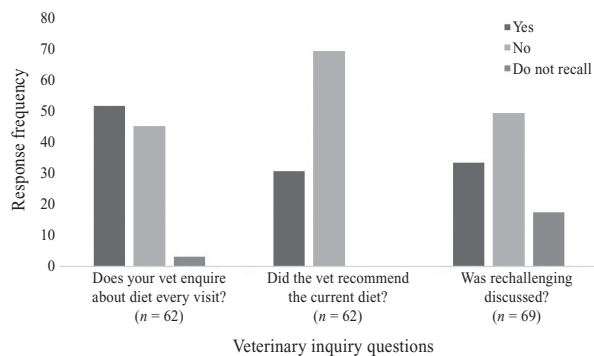 80
70
60
50
40
30
20
10
0
Response frequency
Yes
No
Do not recall
Does your vet enquire
about diet every visit?
(n = 62)
Did the vet recommend
the current diet?
(n = 62)
Was rechallenging
discussed?
(n = 69)
Veterinary inquiry questions